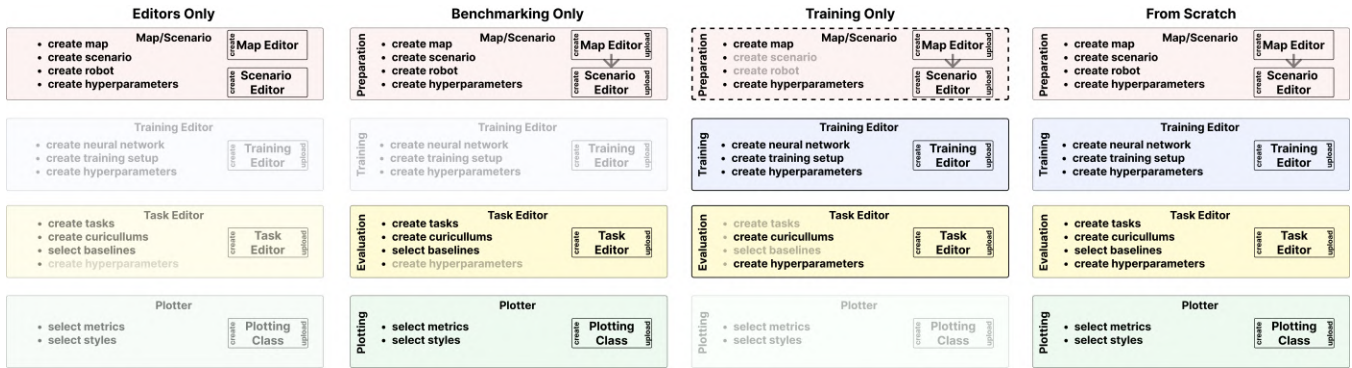 Editors Only
Map/Scenario
create map
create scenario
create robot
create hyperparameters
create
Map Editor
create
Scenario
Editor
Training Editor
create neural network
create training setup
create hyperparameters
create
Training
Editor
upload
Task Editor
create tasks
create curicullums
select baselines
create hyperparameters
create
Task
Editor
Plotter
select metrics
select styles
create
Plotting
Class
upload
Benchmarking Only
Preparation
Map/Scenario
create map
create scenario
create robot
create hyperparameters
create
Map Editor
upload
create
Scenario
Editor
upload
Training
Training Editor
create neural network
create training setup
create hyperparameters
create
Training
Editor
upload
Evaluation
Task Editor
create tasks
create curicullums
select baselines
create hyperparameters
create
Task
Editor
Plotting
Plotter
select metrics
select styles
create
Plotting
Class
upload
Training Only
Preparation
Map/Scenario
create map
create scenario
create robot
create hyperparameters
create
Map Editor
upload
create
Scenario
Editor
upload
Training
Training Editor
create neural network
create training setup
create hyperparameters
create
Training
Editor
upload
Evaluation
Task Editor
create tasks
create curicullums
select baselines
create hyperparameters
create
Task
Editor
Plotting
Plotter
select metrics
select styles
create
Plotting
Class
upload
From Scratch
Preparation
Map/Scenario
create map
create scenario
create robot
create hyperparameters
create
Map Editor
create
Scenario
Editor
Training
Training Editor
create neural network
create training setup
create hyperparameters
create
Training
Editor
upload
Evaluation
Task Editor
create tasks
create curicullums
select baselines
create hyperparameters
create
Task
Editor
Plotting
Plotter
select metrics
select styles
create
Plotting
Class
upload